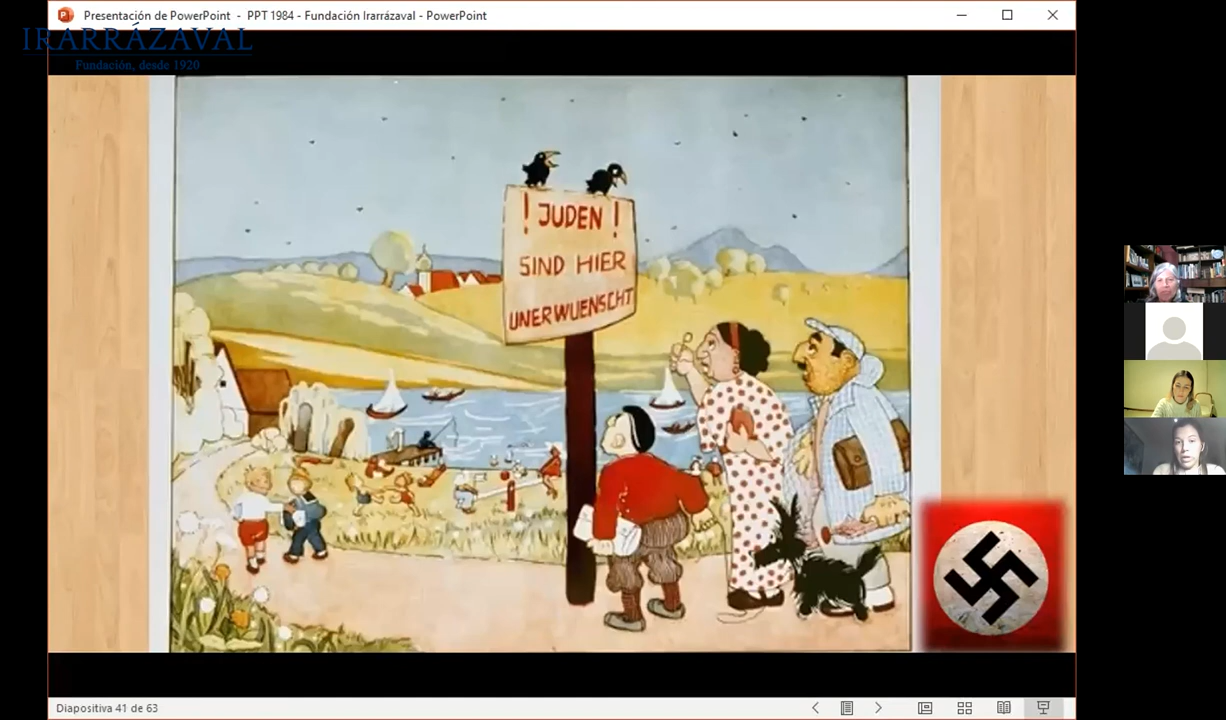 Presentación de PowerPoint - PPT 1984 - Fundación Irarrázaval - PowerPoint
IRARRÁZAVAL
Fundación, desde 1920
! JUDEN !
SIND HIER
UNERWUENSCHT
Diapositiva 41 de 63